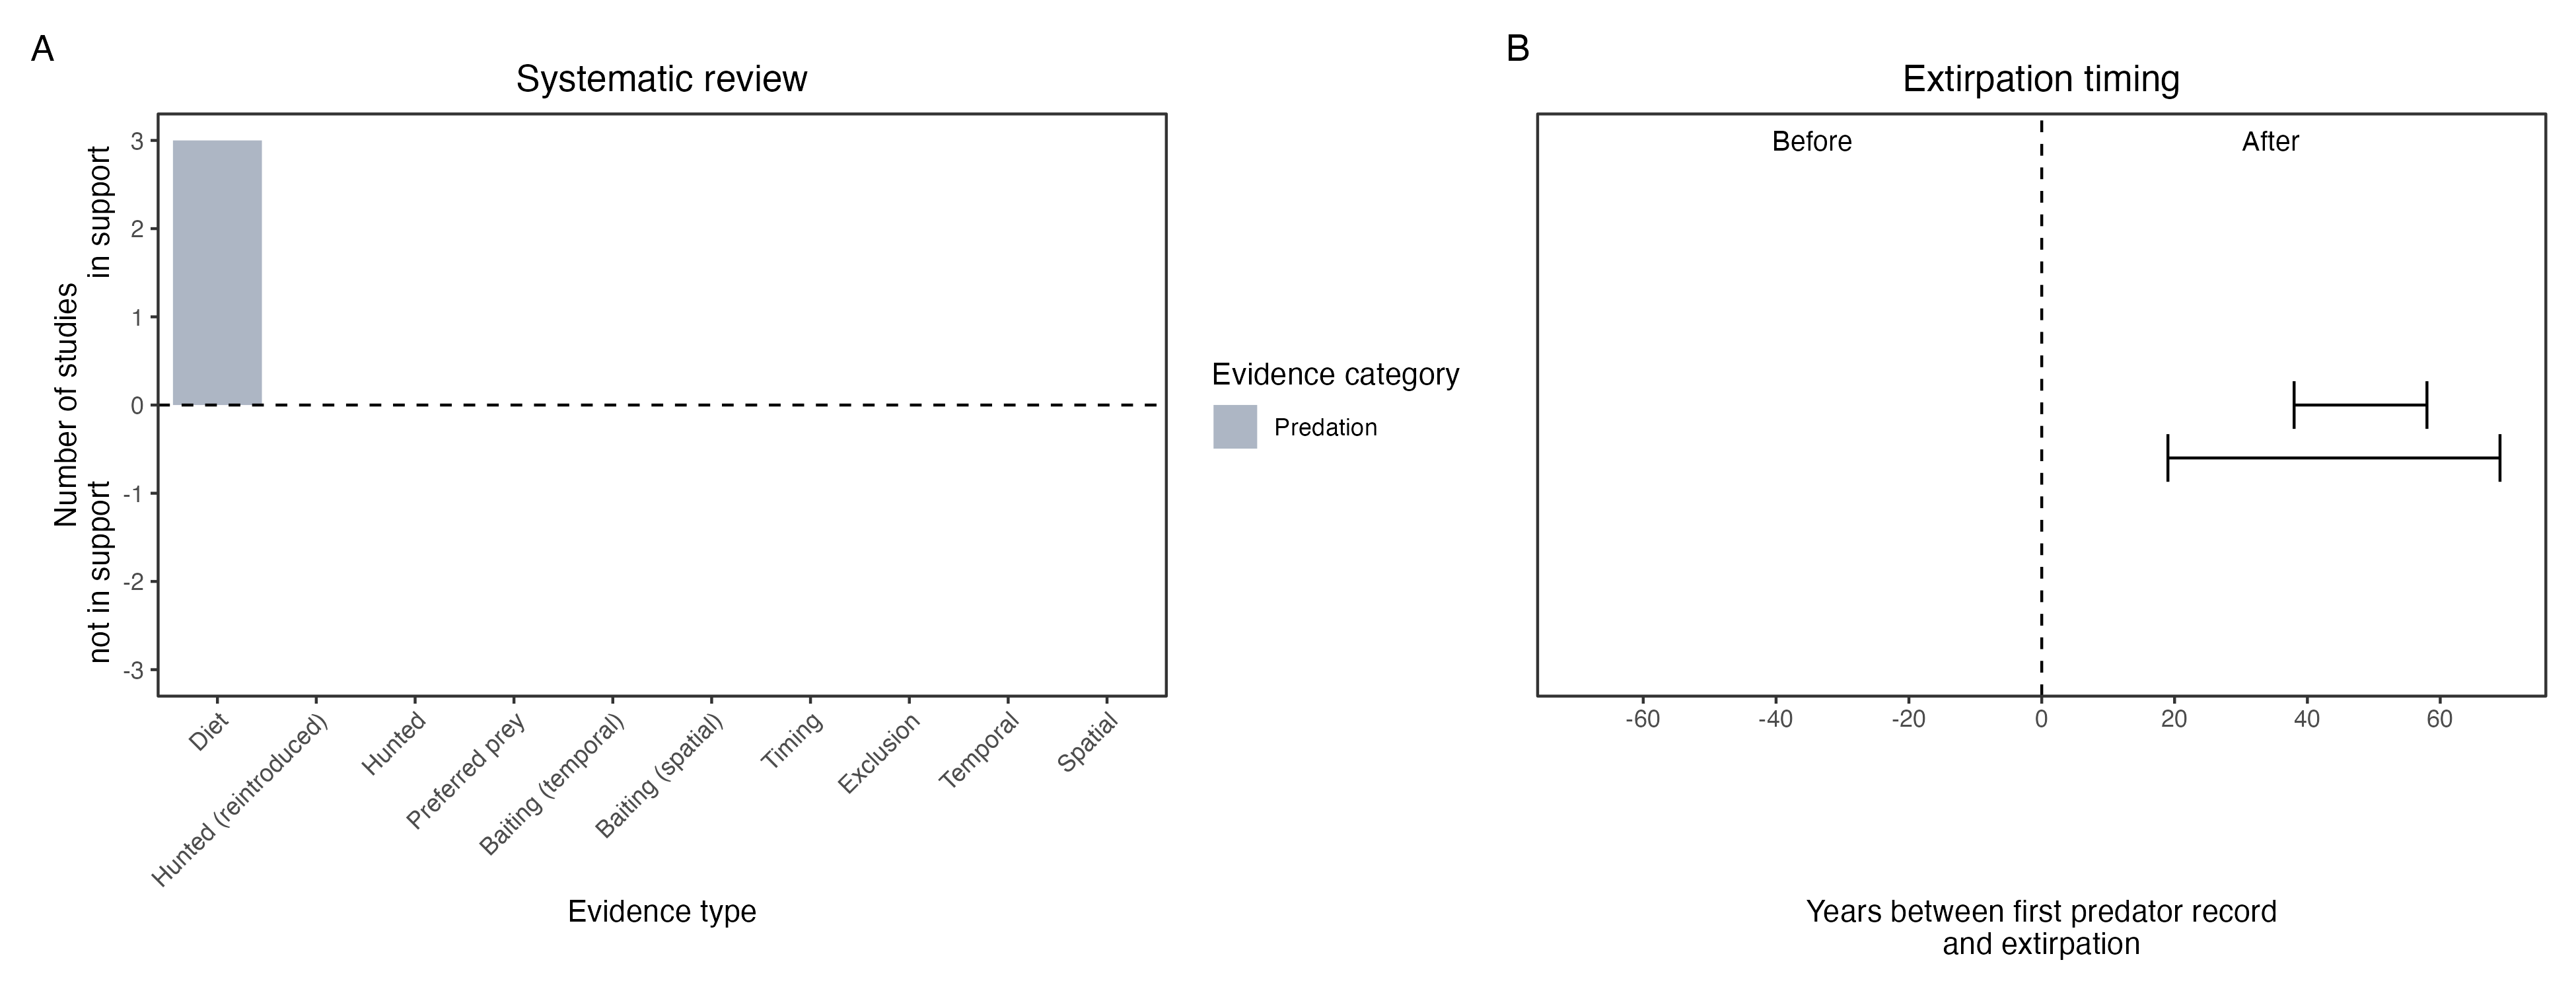 A
Systematic review
Number of studies
in support
not in support
3
2
1
0
-1
-2
-3
Diet
Hunted (reintroduced)
Hunted
Preferred prey
Baiting (temporal)
Baiting (spatial)
Timing
Exclusion
Temporal
Spatial
Evidence type
Evidence category
Predation
B
Extirpation timing
Before
After
-60
-40
-20
0
20
40
60
Years between first predator record
and extirpation